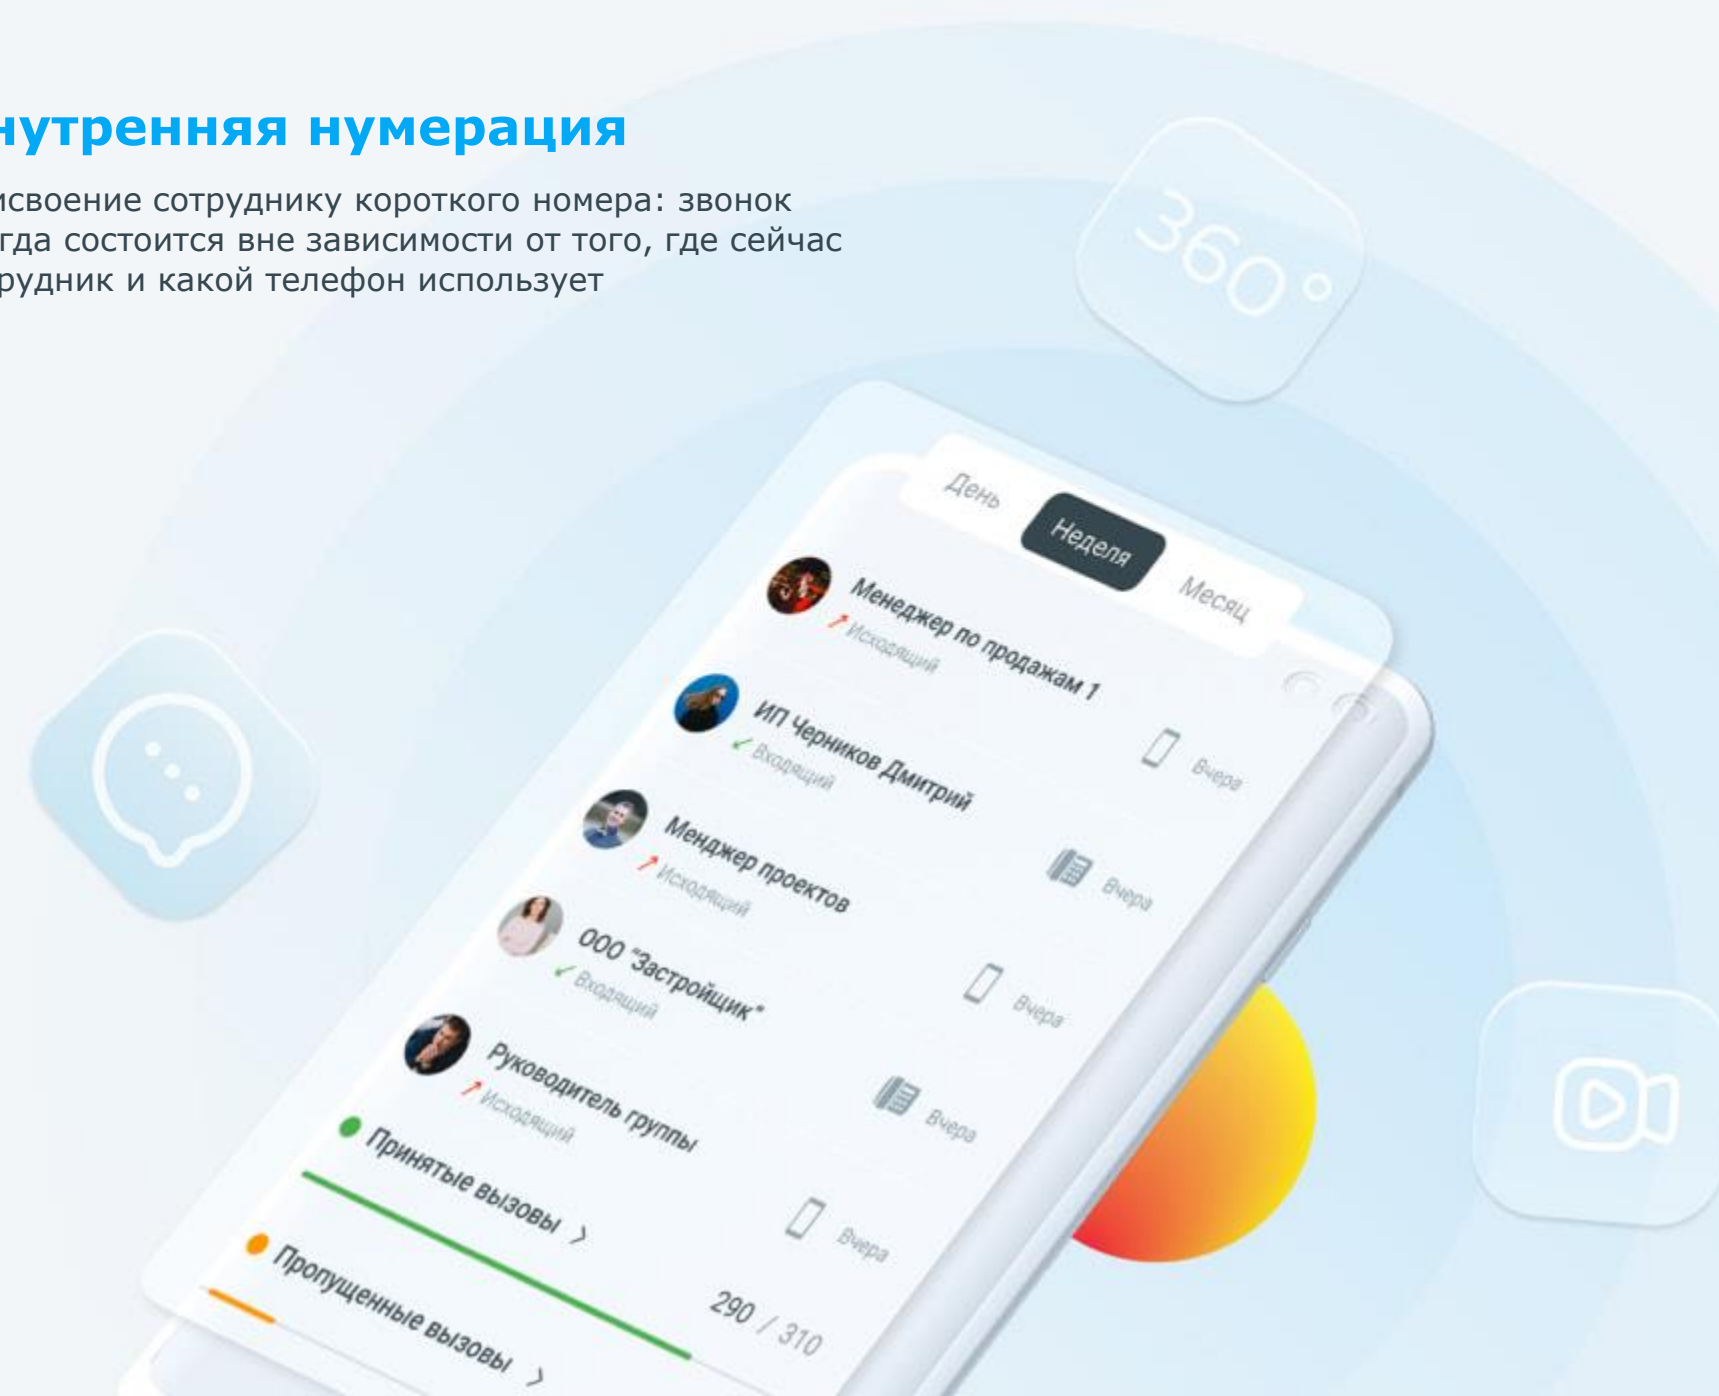 нутренняя нумерация
исвоение сотруднику короткого номера: звонок
гда состоится вне зависимости от того, где сейчас
рудник и какой телефон использует
360°
День Неделя Месяц
Менеджер по продажам 1
Исходящий
Вчера
ИП Черников Дмитрий
Входящий
Вчера
Менджер проектов
Исходящий
Вчера
ООО "Застройщик"
Входящий
Вчера
Руководитель группы
Исходящий
Вчера
Принятые вызовы
290 / 310
Пропущенные вызовы